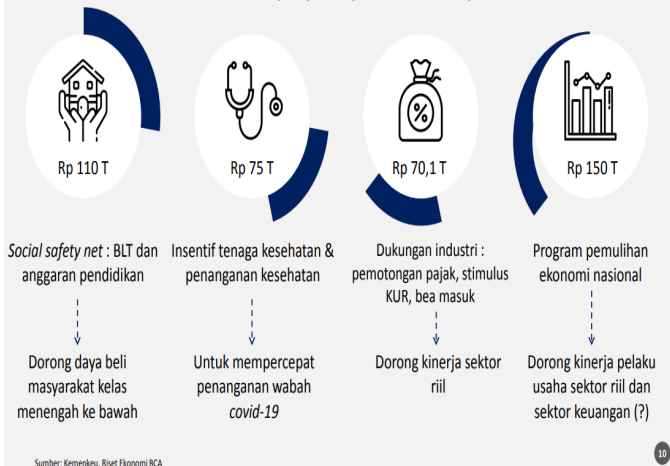 Rp 110 T
Rp 75 T
Rp 70,1 T
Rp 150 T
Social safety net : BLT dan
anggaran pendidikan
Insentif tenaga kesehatan &
penanganan kesehatan
Dukungan industri :
pemotongan pajak, stimulus
KUR, bea masuk
Program pemulihan
ekonomi nasional
Dorong daya beli
masyarakat kelas
menengah ke bawah
Untuk mempercepat
penanganan wabah
covid-19
Dorong kinerja sektor
riil
Dorong kinerja pelaku
usaha sektor riil dan
sektor keuangan (?)
Sumber: Kemenkeu, Riset Ekonomi BCA
10